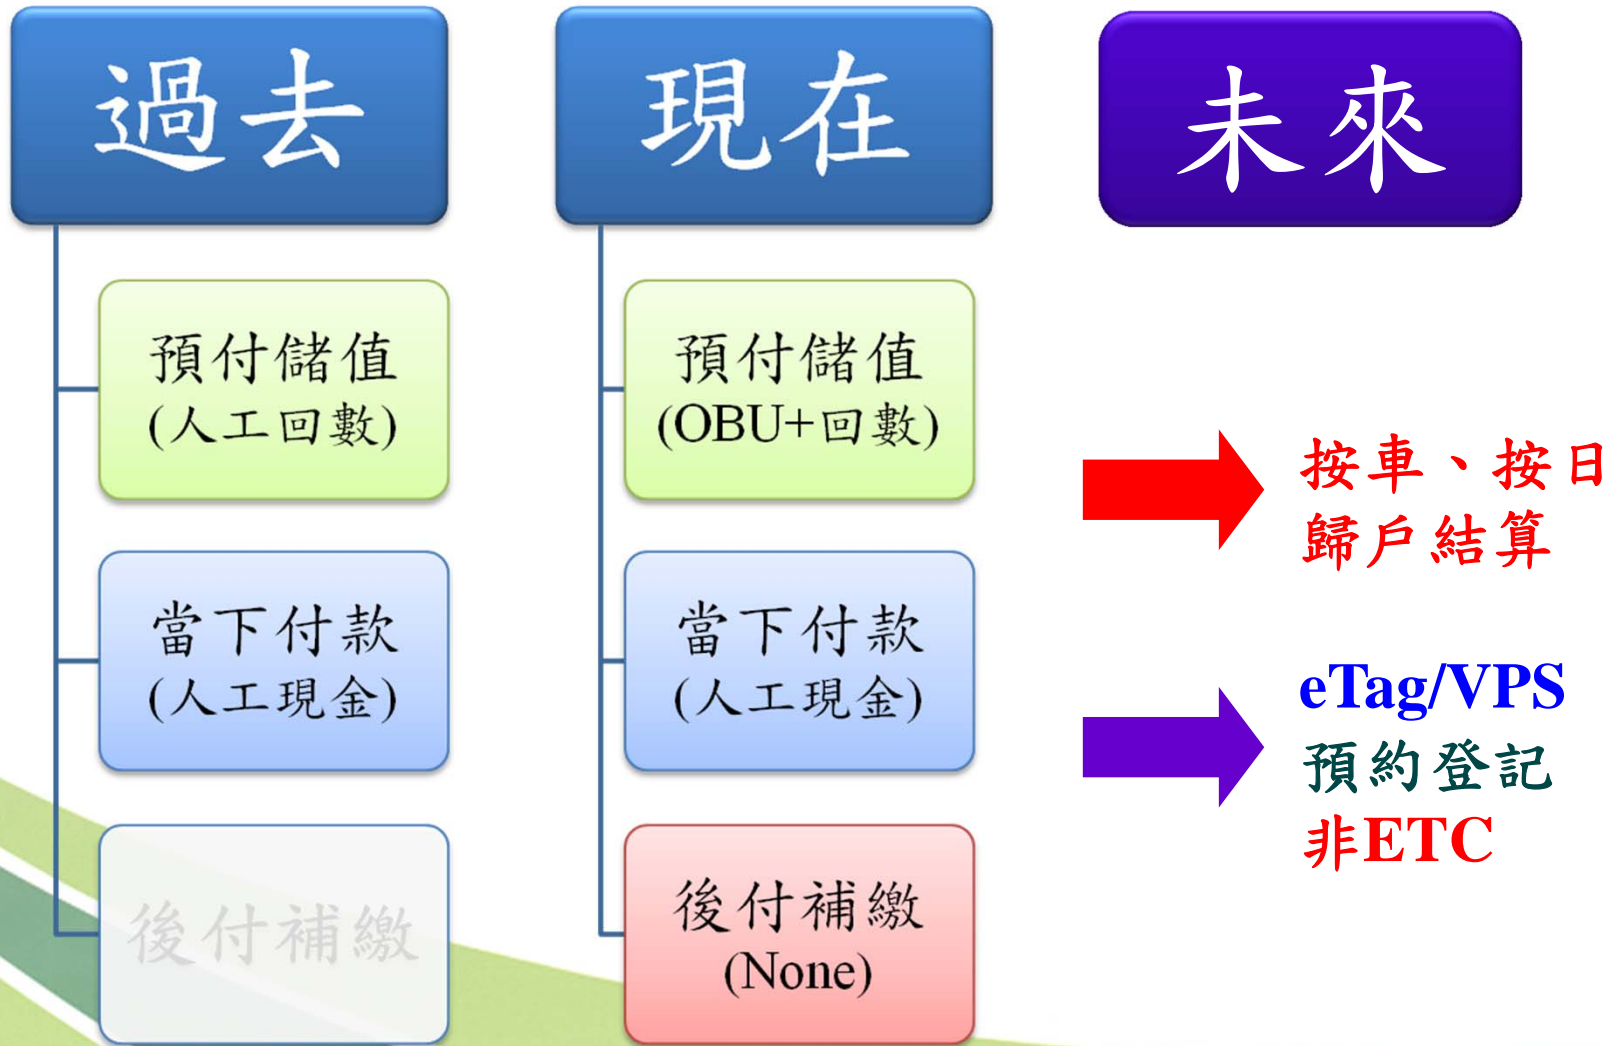 過去
預付儲值
(人工回數)
當下付款
(人工現金)
後付補繳
現在
預付儲值
(OBU+回數)
當下付款
(人工現金)
後付補繳
(None)
未來
按車、按日
歸戶結算
eTag/VPS
預約登記
非ETC